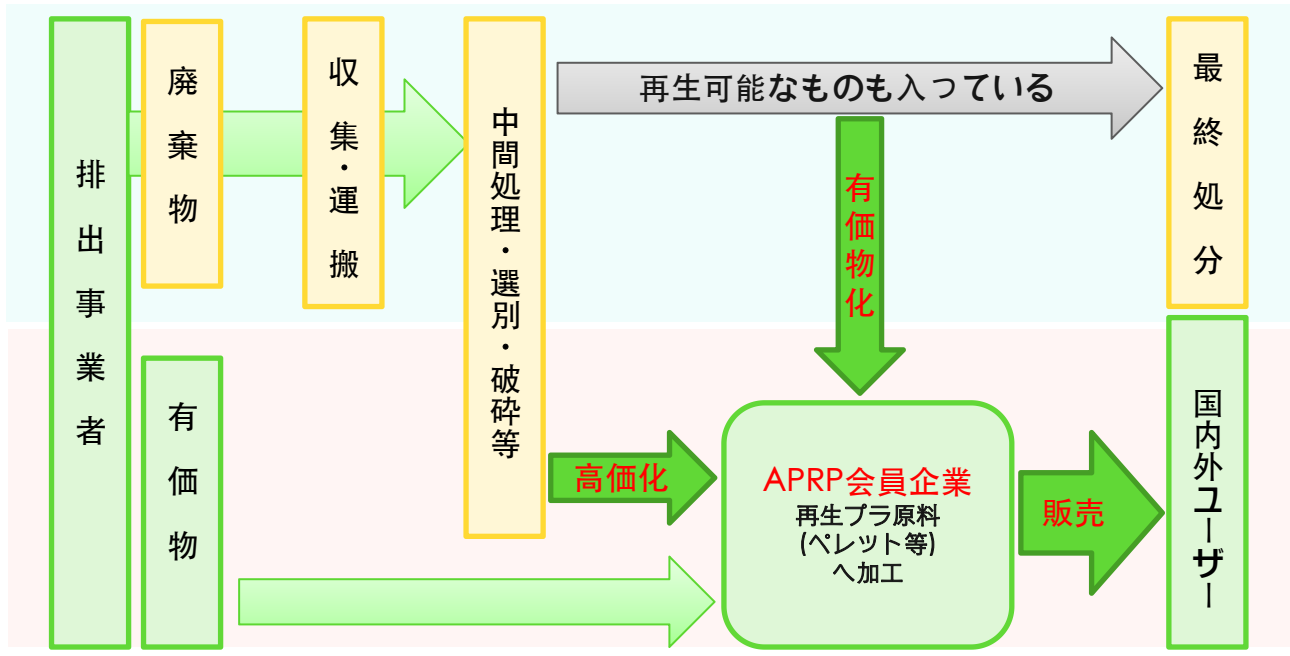 排出事業者
廃棄物
収集・運搬
中間処理・選別・破砕等
再生可能なものも入つている
最終処分
有価物化
有価物
高価化
APRP会員企業
再生プラ原料
(ペレット等)
へ加工
販売
国内外ユーザー